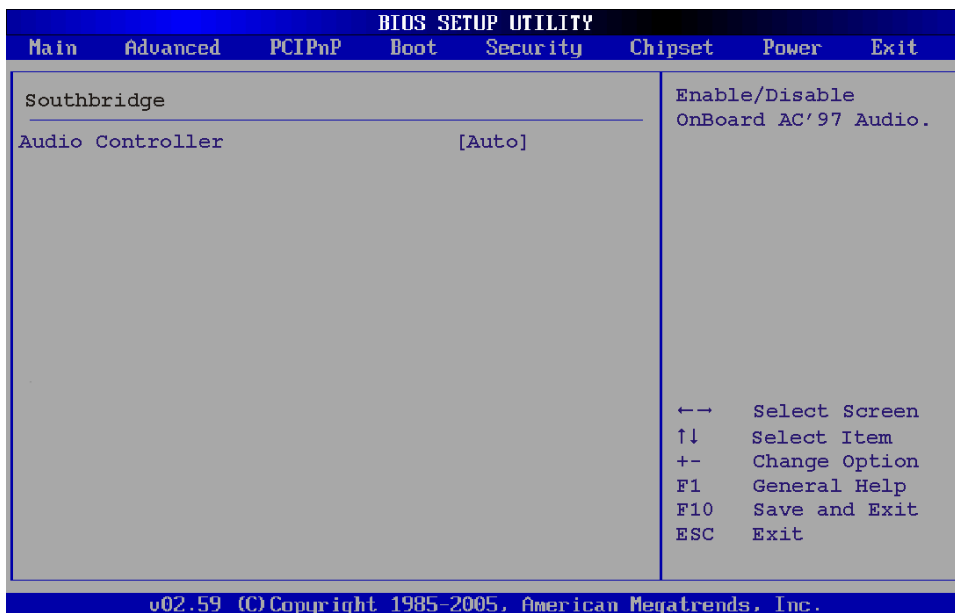 BIOS SETUP UTILITY
Main Advanced PCIPnP Boot Security Chipset Power Exit
Southbridge
Audio Controller [Auto]
Enable/Disable
OnBoard AC'97 Audio.
←→ Select Screen
↑↓ Select Item
+- Change Option
F1 General Help
F10 Save and Exit
ESC Exit
v02.59 (C)Copyright 1985-2005, American Megatrends, Inc.